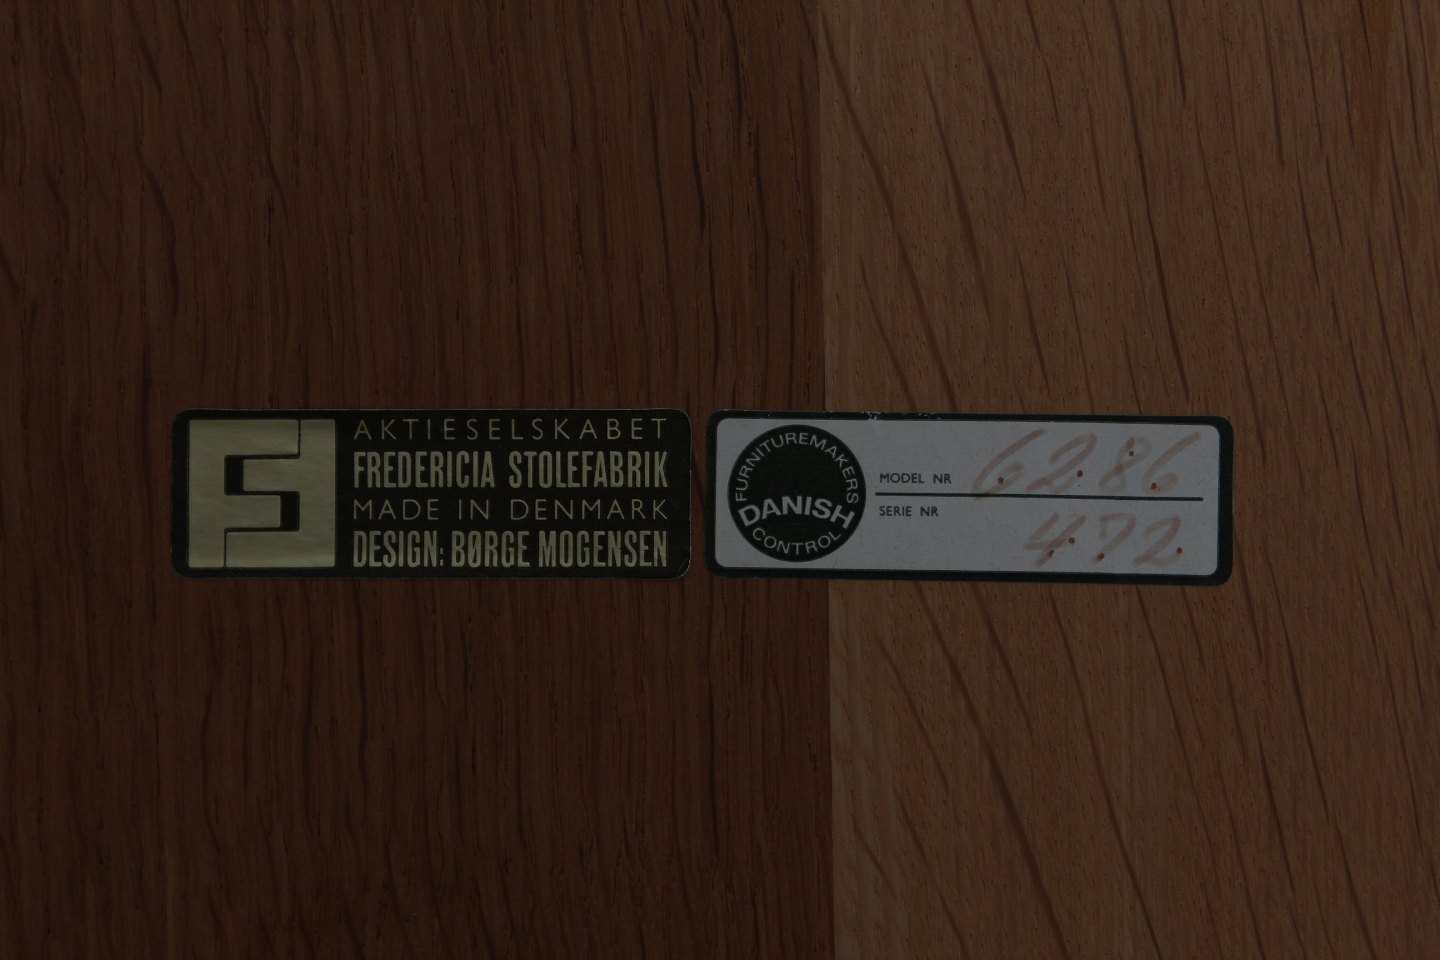 AKTIESELSKABET
FREDERICIA STOLEFABRIK
MADE IN DENMARK
DESIGN: BØRGE MOGENSEN
FURNITUREMAKERS
DANISH
CONTROL
MODEL NR 6286
SERIE NR 472